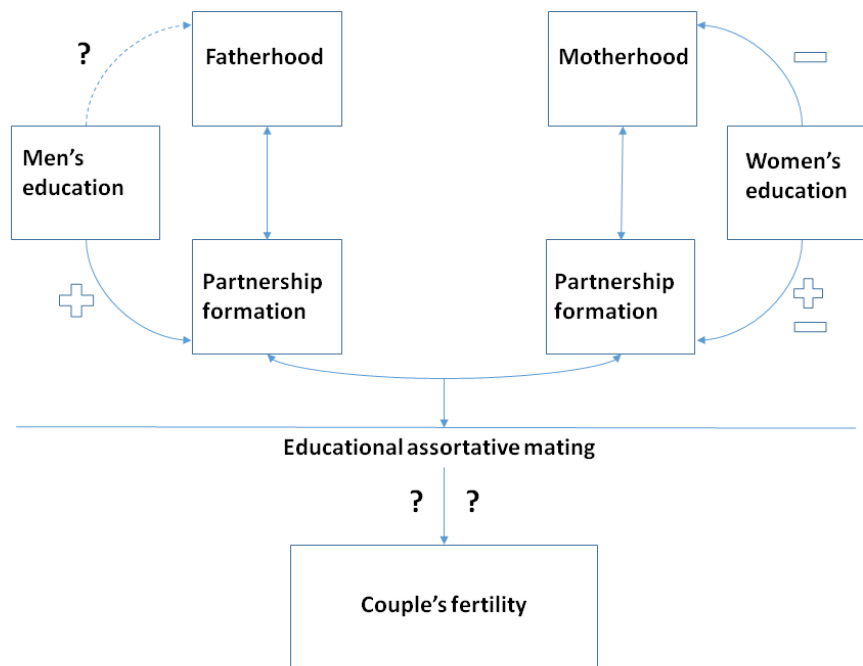 ?
Fatherhood
Motherhood
Men's
education
Women's
education
Partnership
formation
Partnership
formation
Educational assortative mating
? ?
Couple's fertility